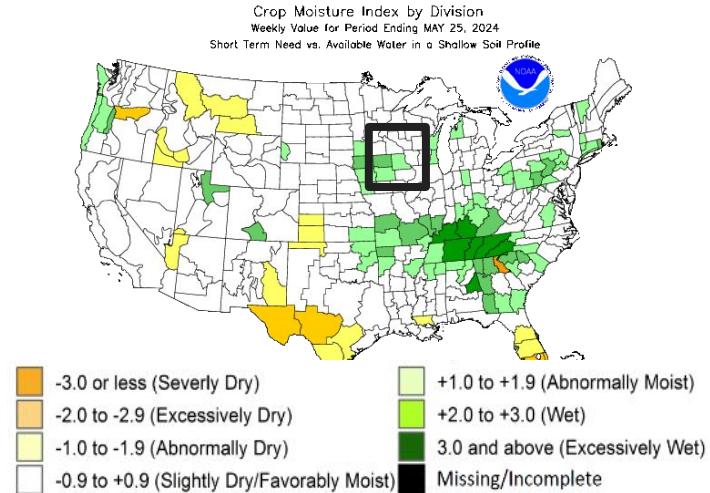 Crop Moisture Index by Division
Weekly Value for Period Ending MAY 25, 2024
Short Term Need vs. Available Water in a Shallow Soil Profile
NOAA
-3.0 or less (Severly Dry)
-2.0 to -2.9 (Excessively Dry)
-1.0 to -1.9 (Abnormally Dry)
-0.9 to +0.9 (Slightly Dry/Favorably Moist)
+1.0 to +1.9 (Abnormally Moist)
+2.0 to +3.0 (Wet)
3.0 and above (Excessively Wet)
Missing/Incomplete